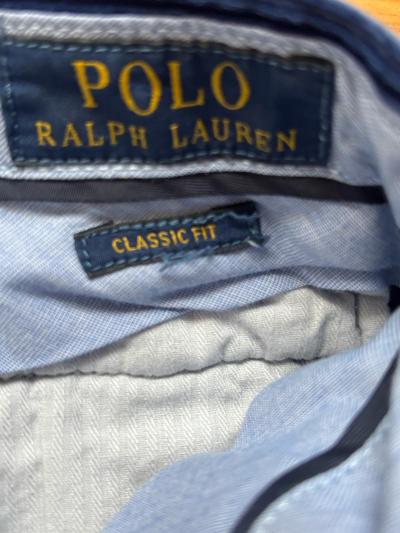 POLO
RALPH LAUREN
CLASSIC FIT